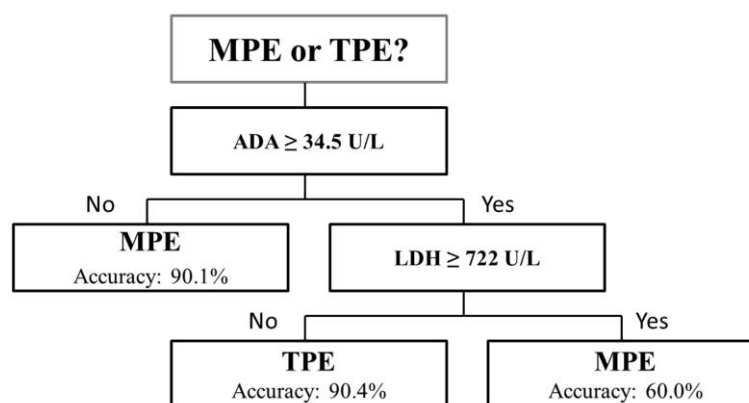 MPE or TPE?
ADA ≥ 34.5 U/L
No
Yes
MPE
Accuracy: 90.1%
LDH ≥ 722 U/L
No
Yes
TPE
Accuracy: 90.4%
MPE
Accuracy: 60.0%